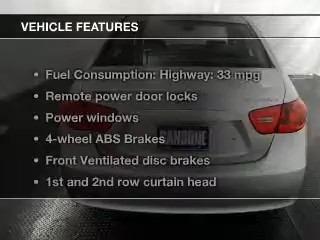 VEHICLE FEATURES
• Fuel Consumption: Highway: 33 mpg
• Remote power door locks
• Power windows
• 4-wheel ABS Brakes
• Front Ventilated disc brakes
• 1st and 2nd row curtain head